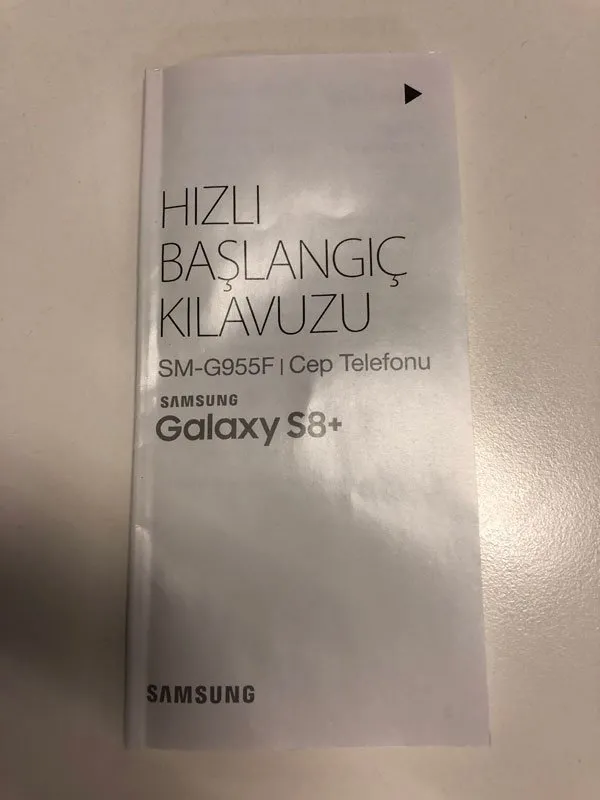 HIZLI
BAŞLANGIÇ
KILAVUZU
SM-G955F | Cep Telefonu
SAMSUNG
Galaxy S8+
SAMSUNG